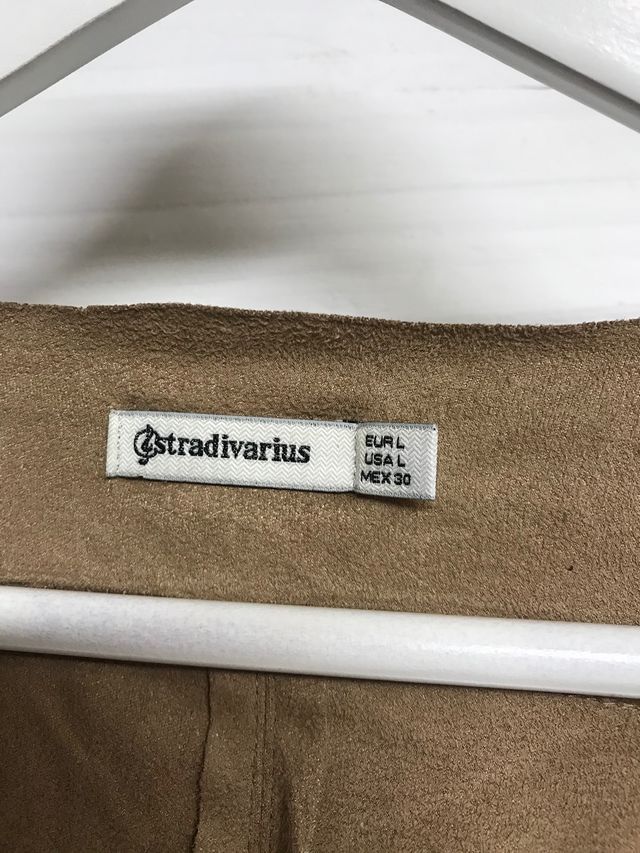 stradivarius
EUR L
USA L
MEX 30